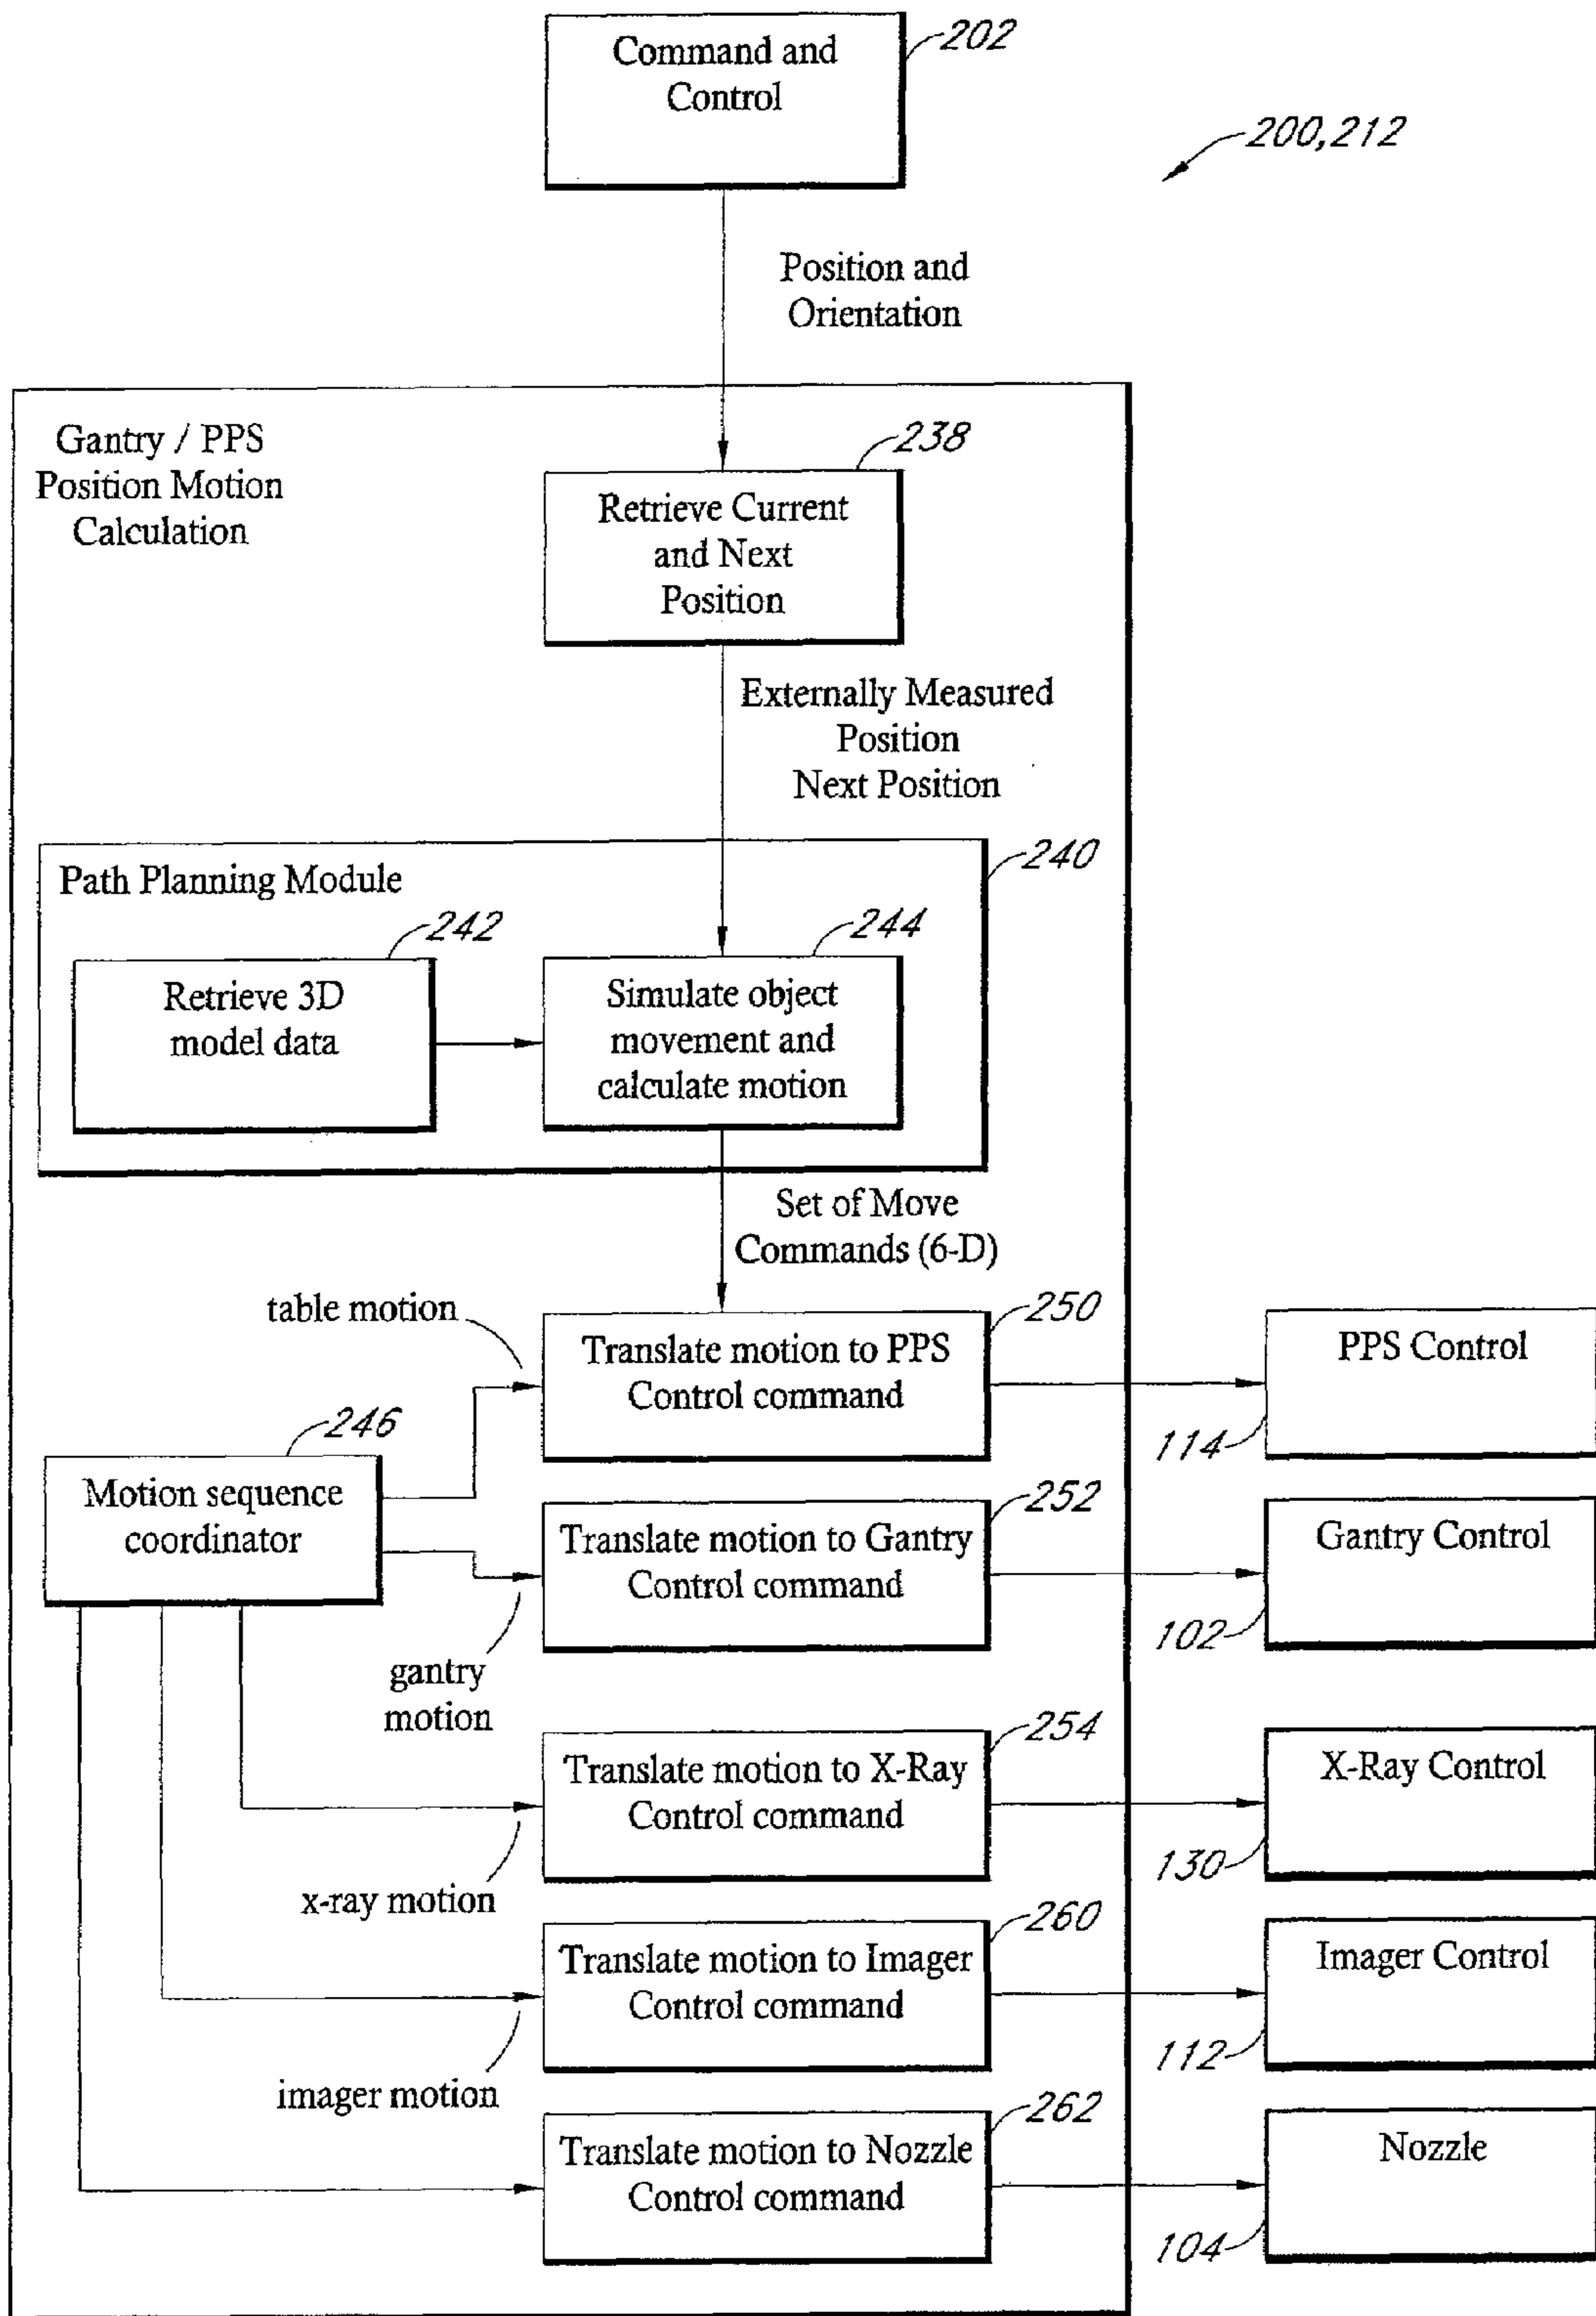 Command and
Control
202
200,212
Position and
Orientation
Gantry / PPS
Position Motion
Calculation
238
Retrieve Current
and Next
Position
Externally Measured
Position
Next Position
240
Path Planning Module
242
Retrieve 3D
model data
244
Simulate object
movement and
calculate motion
Set of Move
Commands (6-D)
table motion
250
Translate motion to PPS
Control command
PPS Control
114
246
Motion sequence
coordinator
252
Translate motion to Gantry
Control command
Gantry Control
102
gantry
motion
254
Translate motion to X-Ray
Control command
X-Ray Control
130
x-ray motion
260
Translate motion to Imager
Control command
Imager Control
112
imager motion
262
Translate motion to Nozzle
Control command
Nozzle
104